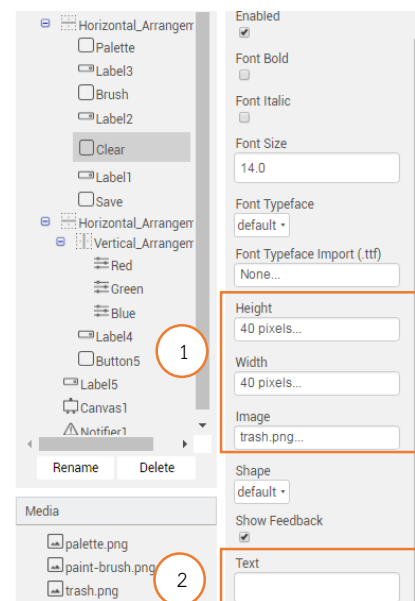 Horizontal_Arrangem
Palette
Label3
Brush
Label2
Clear
Label1
Save
Horizontal_Arrangem
Vertical_Arrangem
Red
Green
Blue
Label4
Button5
Label5
Canvas1
Notifier1
Rename Delete
Media
palette.png
paint-brush.png
trash.png
1
2
Enabled
Font Bold
Font Italic
Font Size
14.0
Font Typeface
default
Font Typeface Import (.ttf)
None...
Height
40 pixels...
Width
40 pixels...
Image
trash.png...
Shape
default
Show Feedback
Text